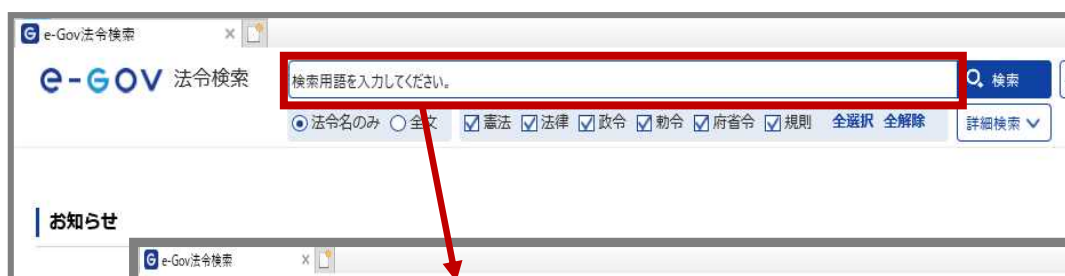 e-Gov法令検索
e-GOV 法令検索
検索用語を入力してください。
検索
法令名のみ 全文 憲法 法律 政令 勅令 府省令 規則 全選択 全解除
詳細検索
お知らせ
e-Gov法令検索